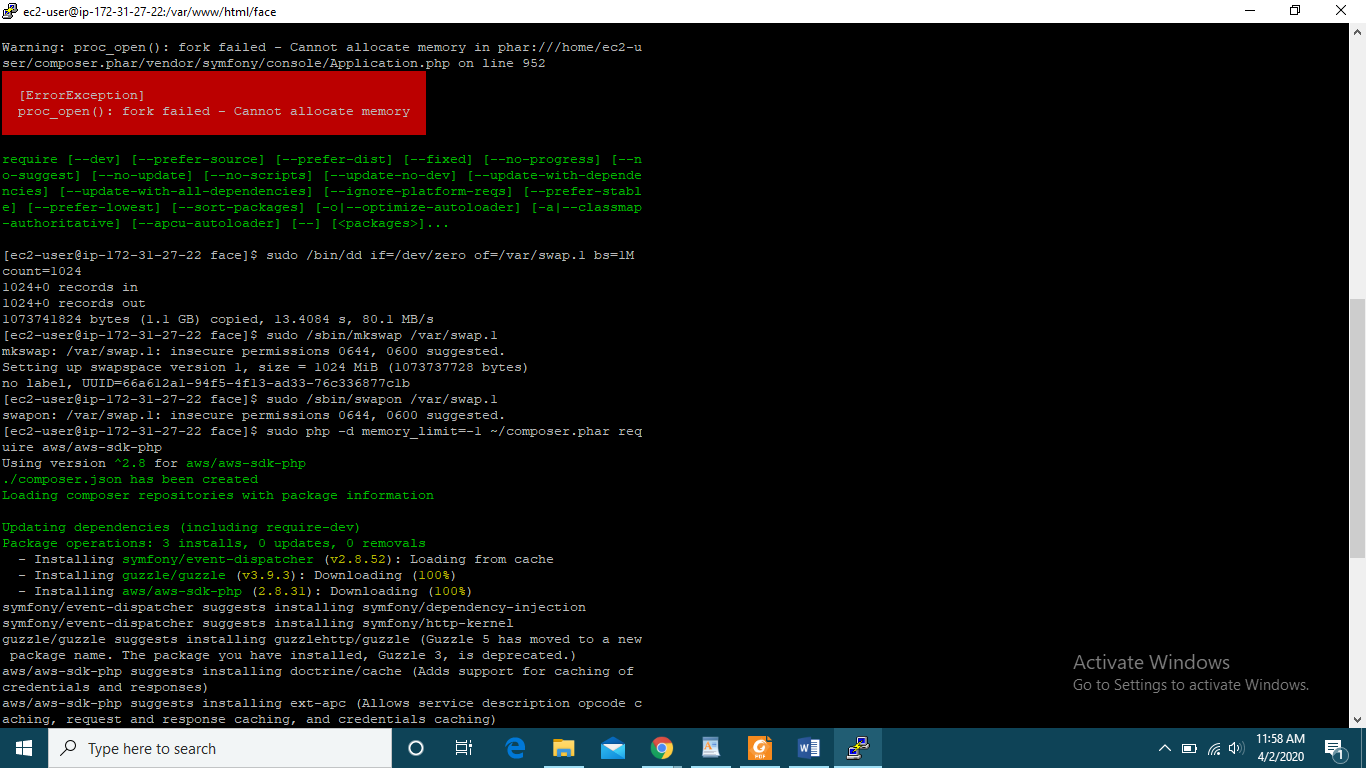 ec2-user@ip-172-31-27-22:/var/www/html/face
Warning: proc_open(): fork failed - Cannot allocate memory in phar:///home/ec2-u
ser/composer.phar/vendor/symfony/console/Application.php on line 952
[ErrorException]
proc_open(): fork failed - Cannot allocate memory
require [--dev] [--prefer-source] [--prefer-dist] [--fixed] [--no-progress] [--n
o-suggest] [--no-update] [--no-scripts] [--update-no-dev] [--update-with-depende
ncies] [--update-with-all-dependencies] [--ignore-platform-reqs] [--prefer-stabl
e] [--prefer-lowest] [--sort-packages] [-o|--optimize-autoloader] [-a|--classmap
-authoritative] [--apcu-autoloader] [--] [<packages>]...
[ec2-user@ip-172-31-27-22 face]$ sudo /bin/dd if=/dev/zero of=/var/swap.1 bs=1M
count=1024
1024+0 records in
1024+0 records out
1073741824 bytes (1.1 GB) copied, 13.4084 s, 80.1 MB/s
[ec2-user@ip-172-31-27-22 face]$ sudo /sbin/mkswap /var/swap.1
mkswap: /var/swap.1: insecure permissions 0644, 0600 suggested.
Setting up swapspace version 1, size = 1024 MiB (1073737728 bytes)
no label, UUID=66a612a1-94f5-4f13-ad33-76c336877c1b
[ec2-user@ip-172-31-27-22 face]$ sudo /sbin/swapon /var/swap.1
swapon: /var/swap.1: insecure permissions 0644, 0600 suggested.
[ec2-user@ip-172-31-27-22 face]$ sudo php -d memory_limit=-1 ~/composer.phar req
uire aws/aws-sdk-php
Using version ^2.8 for aws/aws-sdk-php
./composer.json has been created
Loading composer repositories with package information
Updating dependencies (including require-dev)
Package operations: 3 installs, 0 updates, 0 removals
- Installing symfony/event-dispatcher (v2.8.52): Loading from cache
- Installing guzzle/guzzle (v3.9.3): Downloading (100%)
- Installing aws/aws-sdk-php (2.8.31): Downloading (100%)
symfony/event-dispatcher suggests installing symfony/dependency-injection
symfony/event-dispatcher suggests installing symfony/http-kernel
guzzle/guzzle suggests installing guzzlehttp/guzzle (Guzzle 5 has moved to a new
package name. The package you have installed, Guzzle 3, is deprecated.)
aws/aws-sdk-php suggests installing doctrine/cache (Adds support for caching of
credentials and responses)
aws/aws-sdk-php suggests installing ext-apc (Allows service description opcode c
aching, request and response caching, and credentials caching)
Activate Windows
Go to Settings to activate Windows.
Type here to search
PDF
11:58 AM
4/2/2020
1